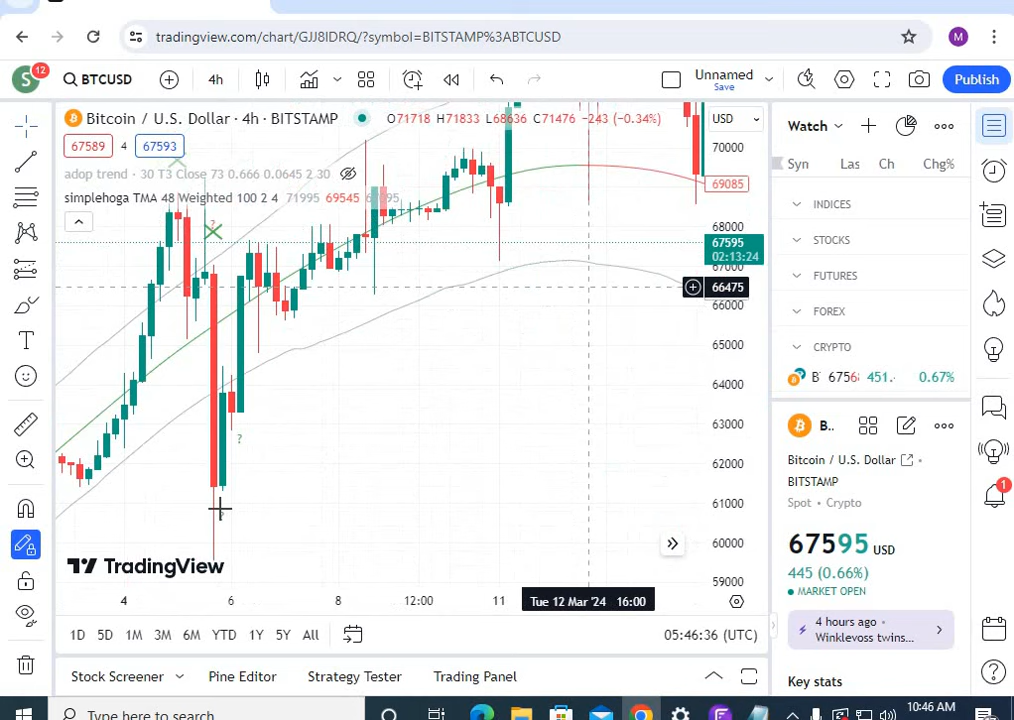 tradingview.com/chart/GJJ8IDRQ/?symbol=BITSTAMP%3ABTCUSD
M
S
12
BTCUSD
4h
Unnamed
Save
Publish
Bitcoin / U.S. Dollar · 4h · BITSTAMP
O71718 H71833 L68636 C71476 −243 (−0.34%)
USD
67589
4
67593
adop trend · 30 T3 Close 73 0.666 0.0645 2 30
simplehoga TMA 48 Weighted 100 2 4 71995 69545
70000
69085
68000
67595
02:13:24
67000
66475
66000
65000
64000
63000
62000
61000
60000
59000
?
?
TradingView
4
6
8
12:00
11
Tue 12 Mar '24 16:00
1D
5D
1M
3M
6M
YTD
1Y
5Y
All
05:46:36 (UTC)
Stock Screener
Pine Editor
Strategy Tester
Trading Panel
Watch
Syn
Las
Ch
Chg%
INDICES
STOCKS
FUTURES
FOREX
CRYPTO
451.
0.67%
B..
Bitcoin / U.S. Dollar
BITSTAMP
Spot
Crypto
67595 USD
445 (0.66%)
MARKET OPEN
4 hours ago
Winklevoss twins...
Key stats
1
Type here to search
10:46 AM